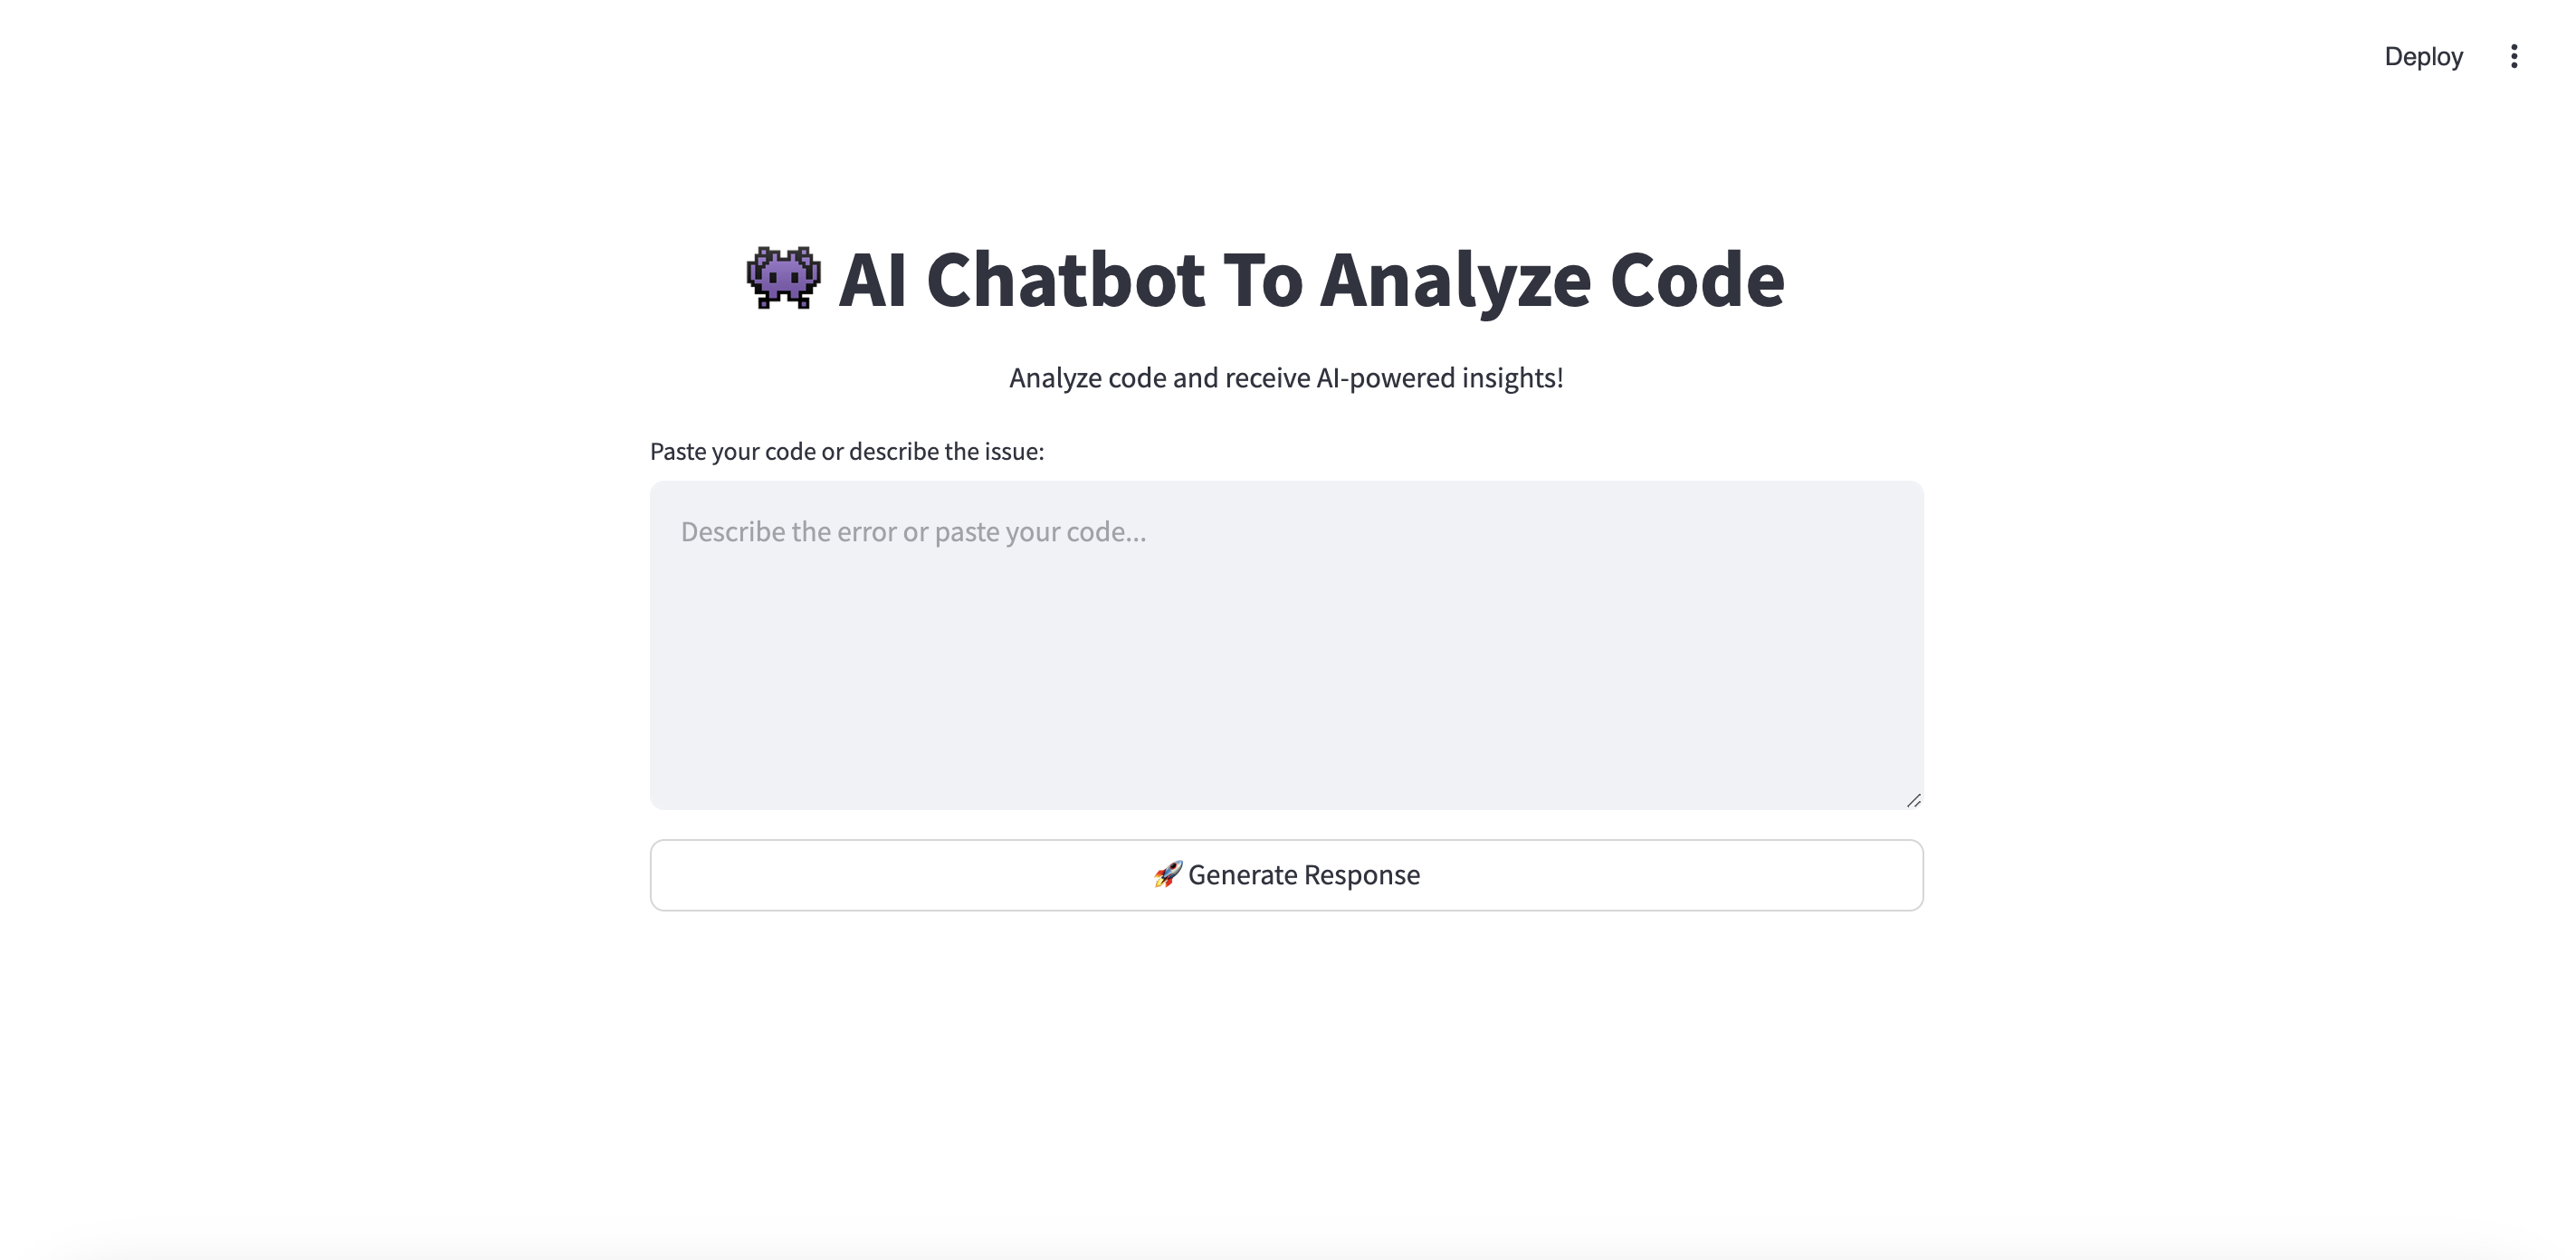 Deploy
AI Chatbot To Analyze Code
Analyze code and receive AI-powered insights!
Paste your code or describe the issue:
Describe the error or paste your code...
Generate Response